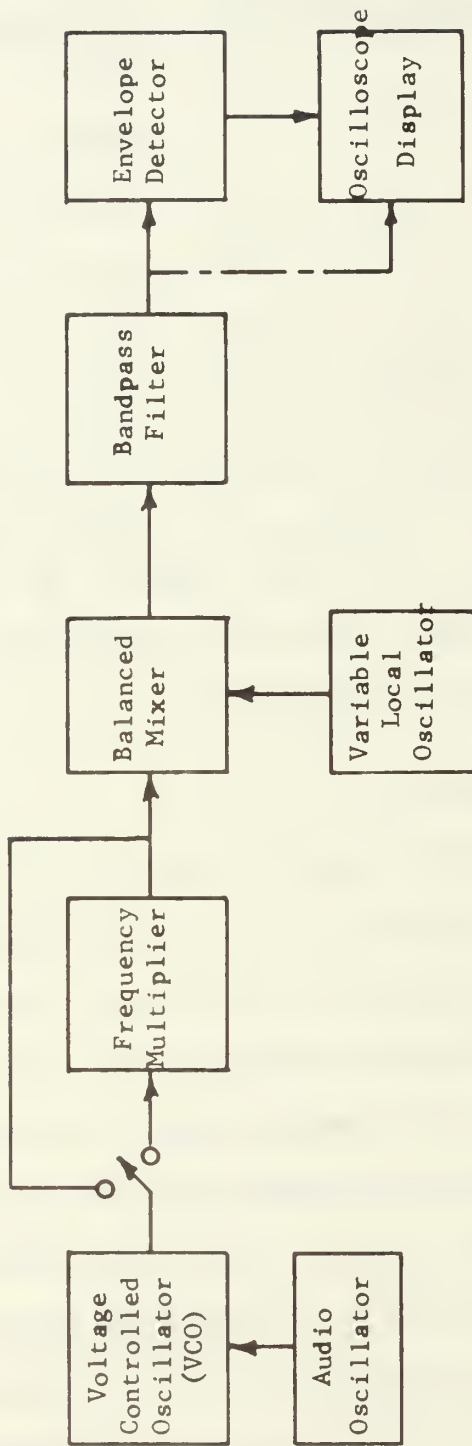 Voltage
Controlled
Oscillator
(VCO)
Audio
Oscillator
Frequency
Multiplier
Balanced
Mixer
Variable
Local
Oscillator
Bandpass
Filter
Envelope
Detector
Oscilloscope
Display